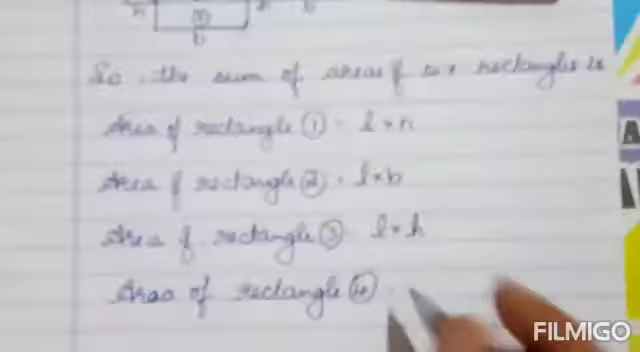 h
h b
5
b
So the sum of areas of six rectangles is
Area of rectangle ① = l × h
Area of rectangle ② = l × b
Area of rectangle ③ = l × h
Area of rectangle ④
A
FILMIGO